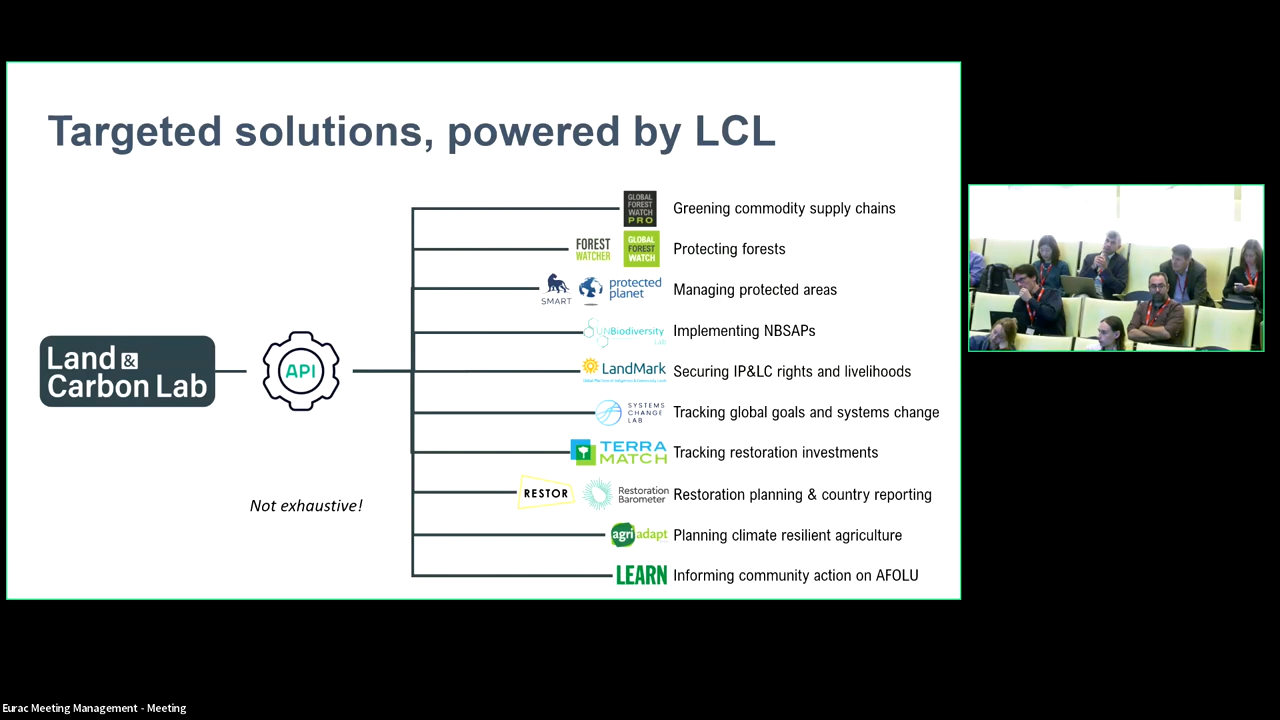 Targeted solutions, powered by LCL
Land & Carbon Lab
API
Not exhaustive!
GLOBAL FOREST WATCH PRO
Greening commodity supply chains
FOREST WATCHER
GLOBAL FOREST WATCH
Protecting forests
SMART
protected planet
Managing protected areas
UNBiodiversity Lab
Implementing NBSAPs
LandMark
Securing IP&LC rights and livelihoods
SYSTEMS CHANGE LAB
Tracking global goals and systems change
TERRA MATCH
Tracking restoration investments
RESTOR
Restoration Barometer
Restoration planning & country reporting
agriadapt
Planning climate resilient agriculture
LEARN
Informing community action on AFOLU
Eurac Meeting Management - Meeting